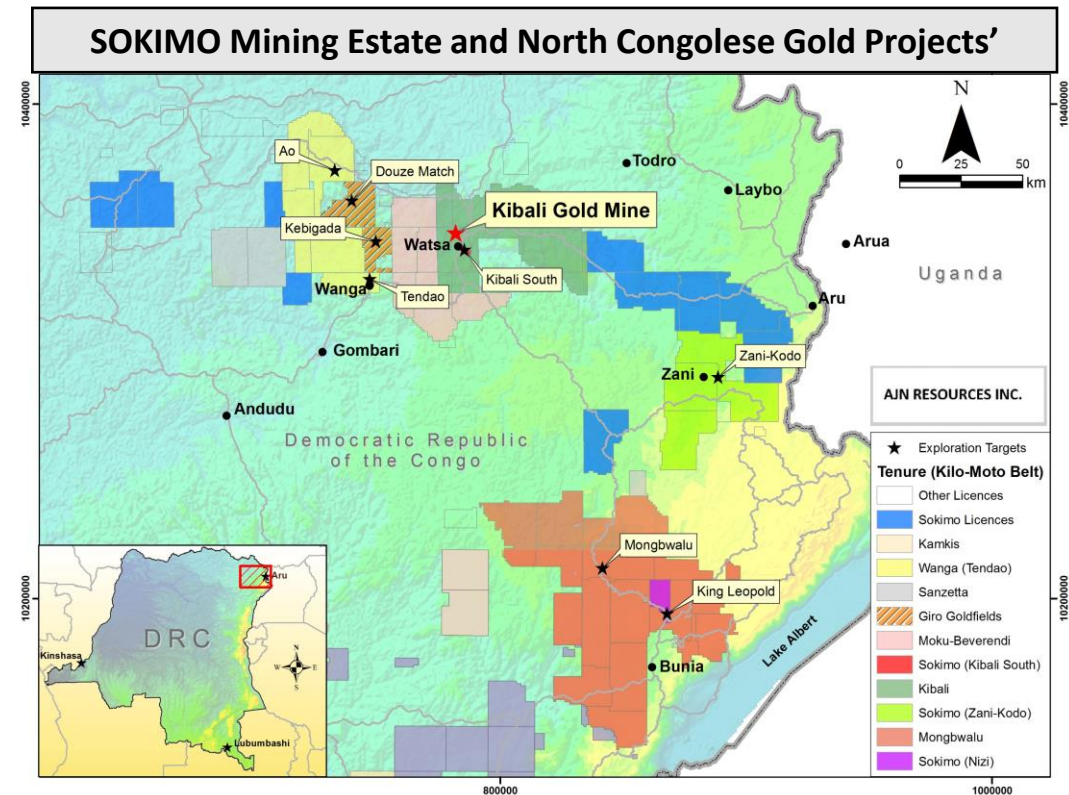 SOKIMO Mining Estate and North Congolese Gold Projects’
10400000
10400000
N
0 25 50
km
Ao
Douze Match
Todro
Laybo
Kibali Gold Mine
Kebigada
Watsa
Arua
Kibali South
Uganda
Wanga
Tendao
Aru
Gombari
Zani-Kodo
Zani
AJN RESOURCES INC.
Andudu
Democratic Republic
of the Congo
Exploration Targets
Tenure (Kilo-Moto Belt)
Other Licences
Sokimo Licences
Kamkis
Wanga (Tendao)
Sanzetta
Giro Goldfields
Moku-Beverendi
Sokimo (Kibali South)
Kibali
Sokimo (Zani-Kodo)
Mongbwalu
Sokimo (Nizi)
Mongbwalu
King Leopold
Bunia
Lake Albert
10200000
10200000
Aru
DRC
Kinshasa
N
W
E
S
Lubumbashi
800000
1000000